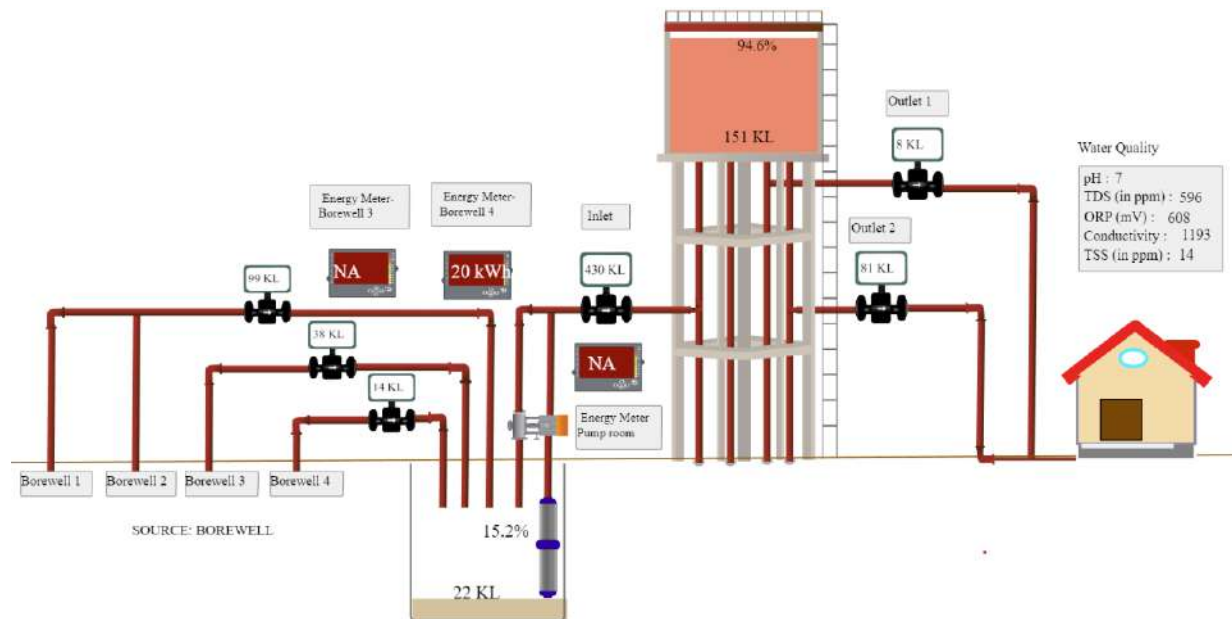 94.6%
151 KL
Outlet 1
8 KL
Water Quality
pH : 7
TDS (in ppm) : 596
ORP (mV) : 608
Conductivity : 1193
TSS (in ppm) : 14
Energy Meter-
Borewell 3
Energy Meter-
Borewell 4
Inlet
Outlet 2
99 KL
NA
20 kWh
430 KL
81 KL
38 KL
NA
14 KL
Energy Meter
Pump room
Borewell 1
Borewell 2
Borewell 3
Borewell 4
SOURCE: BOREWELL
15.2%
22 KL